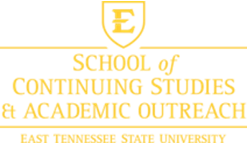 E
SCHOOL of
CONTINUING STUDIES
& ACADEMIC OUTREACH
EAST TENNESSEE STATE UNIVERSITY